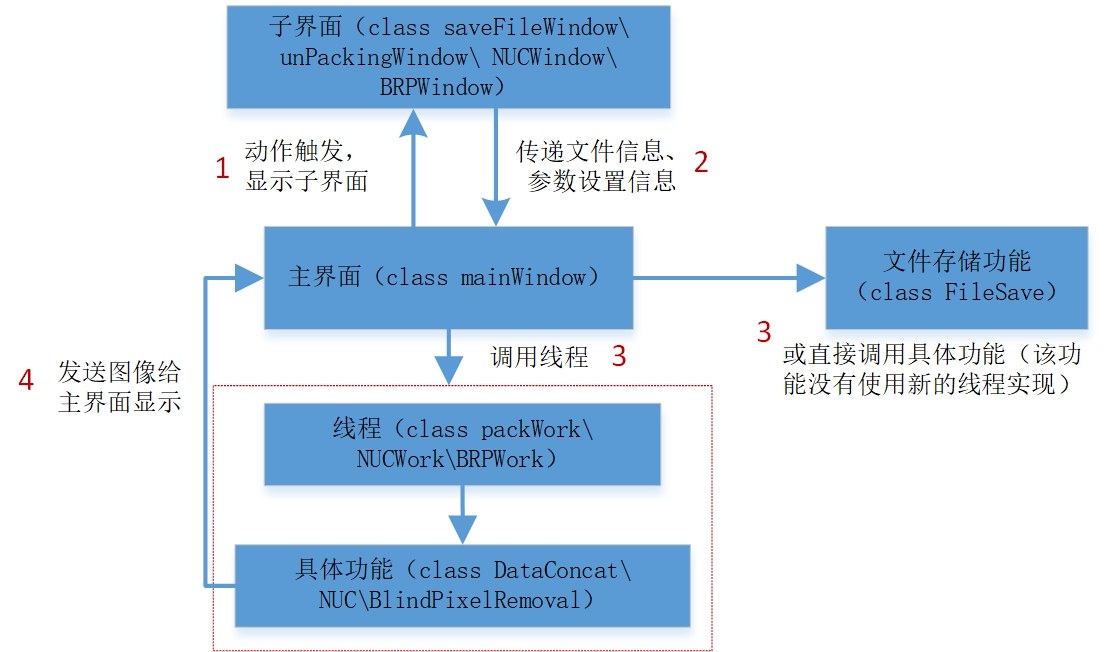 子界面（class saveFileWindow\
unPackingWindow\ NUCWindow\
BRPWindow）
1
动作触发，
显示子界面
传递文件信息、
参数设置信息
2
主界面（class mainWindow）
文件存储功能
（class FileSave）
3
或直接调用具体功能（该功
能没有使用新的线程实现）
调用线程
3
4
发送图像给
主界面显示
线程（class packWork\
NUCWork\BRPWork）
具体功能（class DataConcat\
NUC\BlindPixelRemoval）